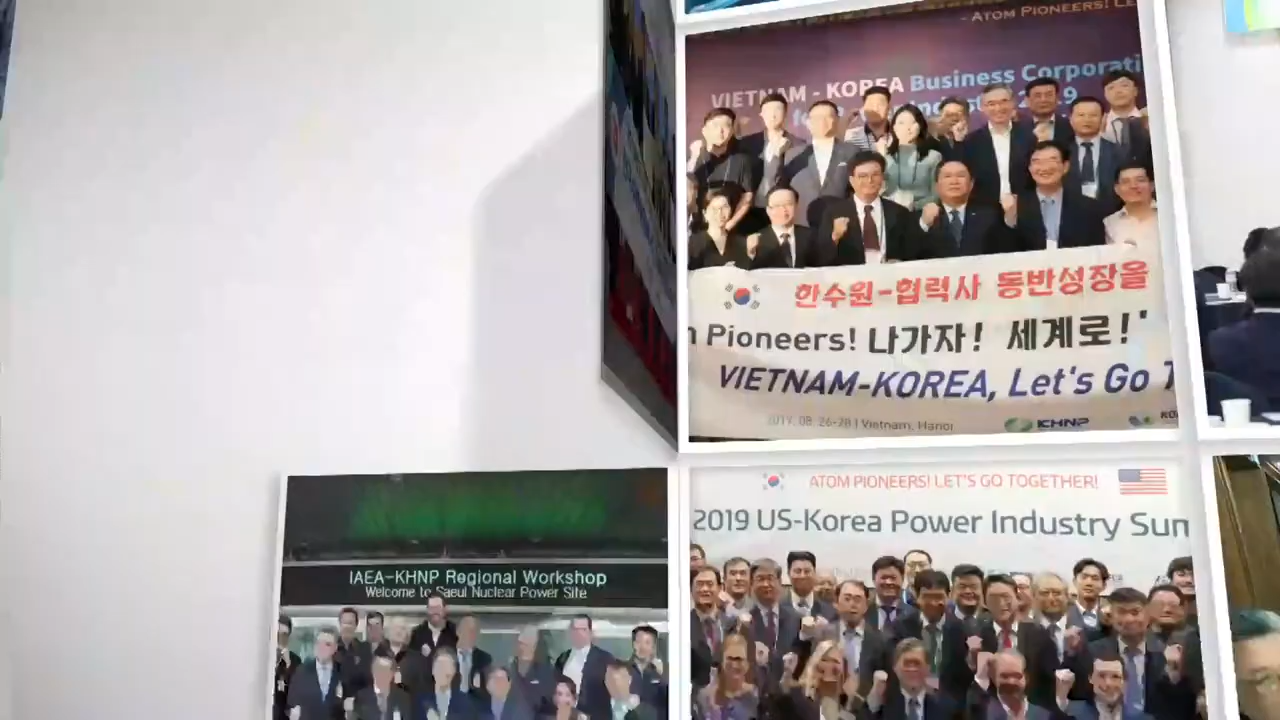 - ATOM PIONEERS! LE
VIETNAM - KOREA Business Corporati
한수원-협력사 동반성장을
n Pioneers! 나가자! 세계로!"
VIETNAM-KOREA, Let's Go T
2019. 08. 26-28 | Vietnam, Hanoi
KHNP
ATOM PIONEERS! LET'S GO TOGETHER!
2019 US-Korea Power Industry Sum
IAEA-KHNP Regional Workshop
Welcome to Saeul Nuclear Power Site